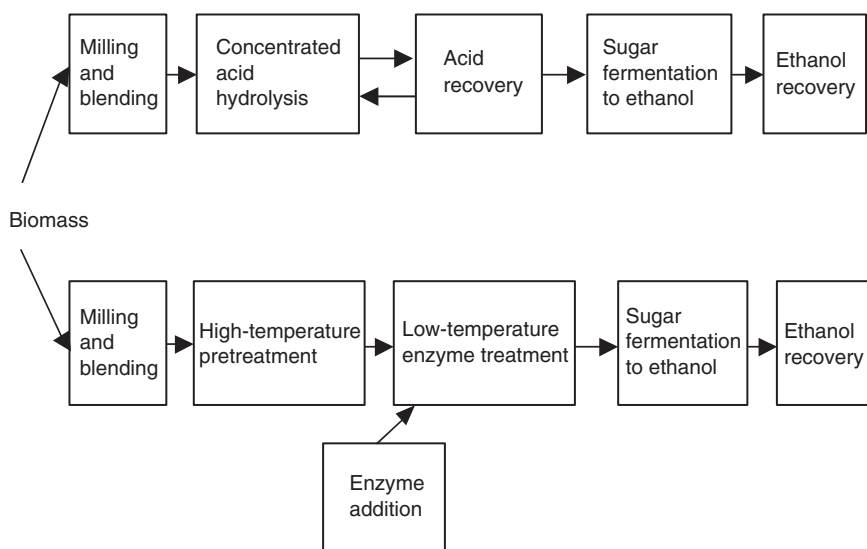 Milling
and
blending
Concentrated
acid
hydrolysis
Acid
recovery
Sugar
fermentation
to ethanol
Ethanol
recovery
Biomass
Milling
and
blending
High-temperature
pretreatment
Low-temperature
enzyme treatment
Sugar
fermentation
to ethanol
Ethanol
recovery
Enzyme
addition